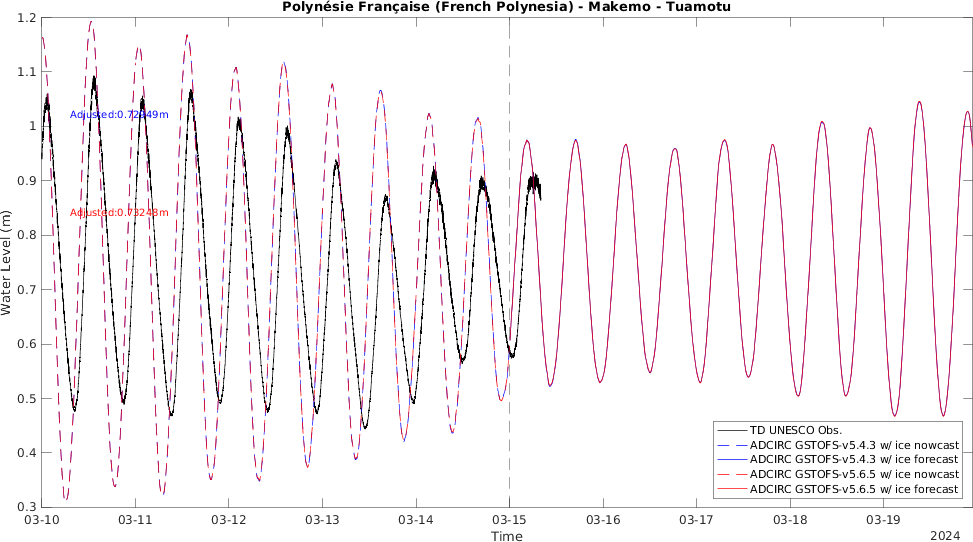 Polynésie Française (French Polynesia) - Makemo - Tuamotu
1.2
1.1
1
0.9
0.8
0.7
0.6
0.5
0.4
0.3
Water Level (m)
Adjusted:0.73248m
03-10
03-11
03-12
03-13
03-14
03-15
03-16
03-17
03-18
03-19
Time
2024
TD UNESCO Obs.
ADCIRC GSTOFS-v5.4.3 w/ ice nowcast
ADCIRC GSTOFS-v5.4.3 w/ ice forecast
ADCIRC GSTOFS-v5.6.5 w/ ice nowcast
ADCIRC GSTOFS-v5.6.5 w/ ice forecast